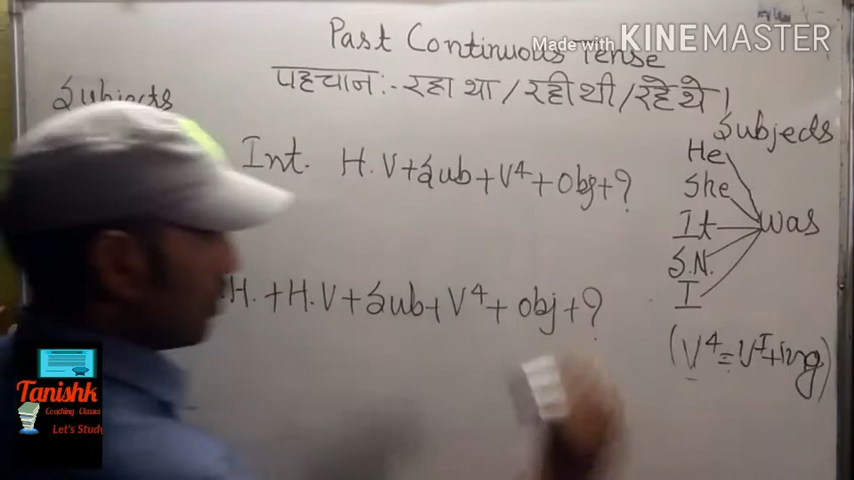 Past Continuous Tense
Made with KINEMASTER
पहचान:- रहा था / रही थी / रहे थे।
Subjects
Subjects
Int. H.V+Sub+V4+Obj+?
He
She
It
S.N.
I
was
H. + H.V + Sub + V4 + obj + ?
(V4 = VI+ing)
Tanishk
Coaching Classes
Let's Study